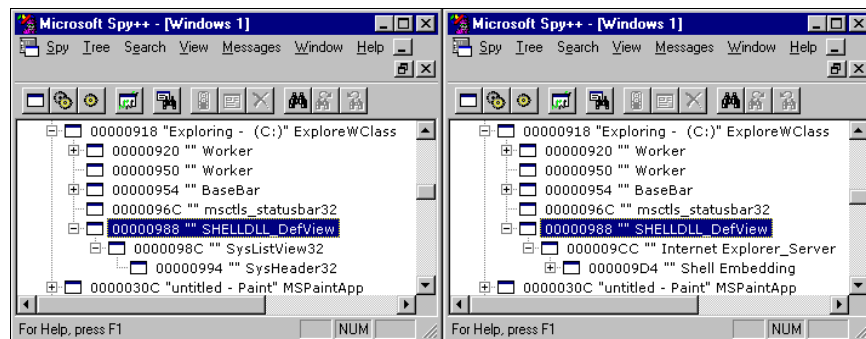 Microsoft Spy++ - [Windows 1]
Spy Tree Search View Messages Window Help
00000918 "Exploring - (C:)" ExploreWClass
00000920 "" Worker
00000950 "" Worker
00000954 "" BaseBar
0000096C "" msctls_statusbar32
00000988 "" SHELLDLL_DefView
0000098C "" SysListView32
00000994 "" SysHeader32
0000030C "untitled - Paint" MSPaintApp
For Help, press F1
NUM
Microsoft Spy++ - [Windows 1]
Spy Tree Search View Messages Window Help
00000918 "Exploring - (C:)" ExploreWClass
00000920 "" Worker
00000950 "" Worker
00000954 "" BaseBar
0000096C "" msctls_statusbar32
00000988 "" SHELLDLL_DefView
000009CC "" Internet Explorer_Server
000009D4 "" Shell Embedding
0000030C "untitled - Paint" MSPaintApp
For Help, press F1
NUM